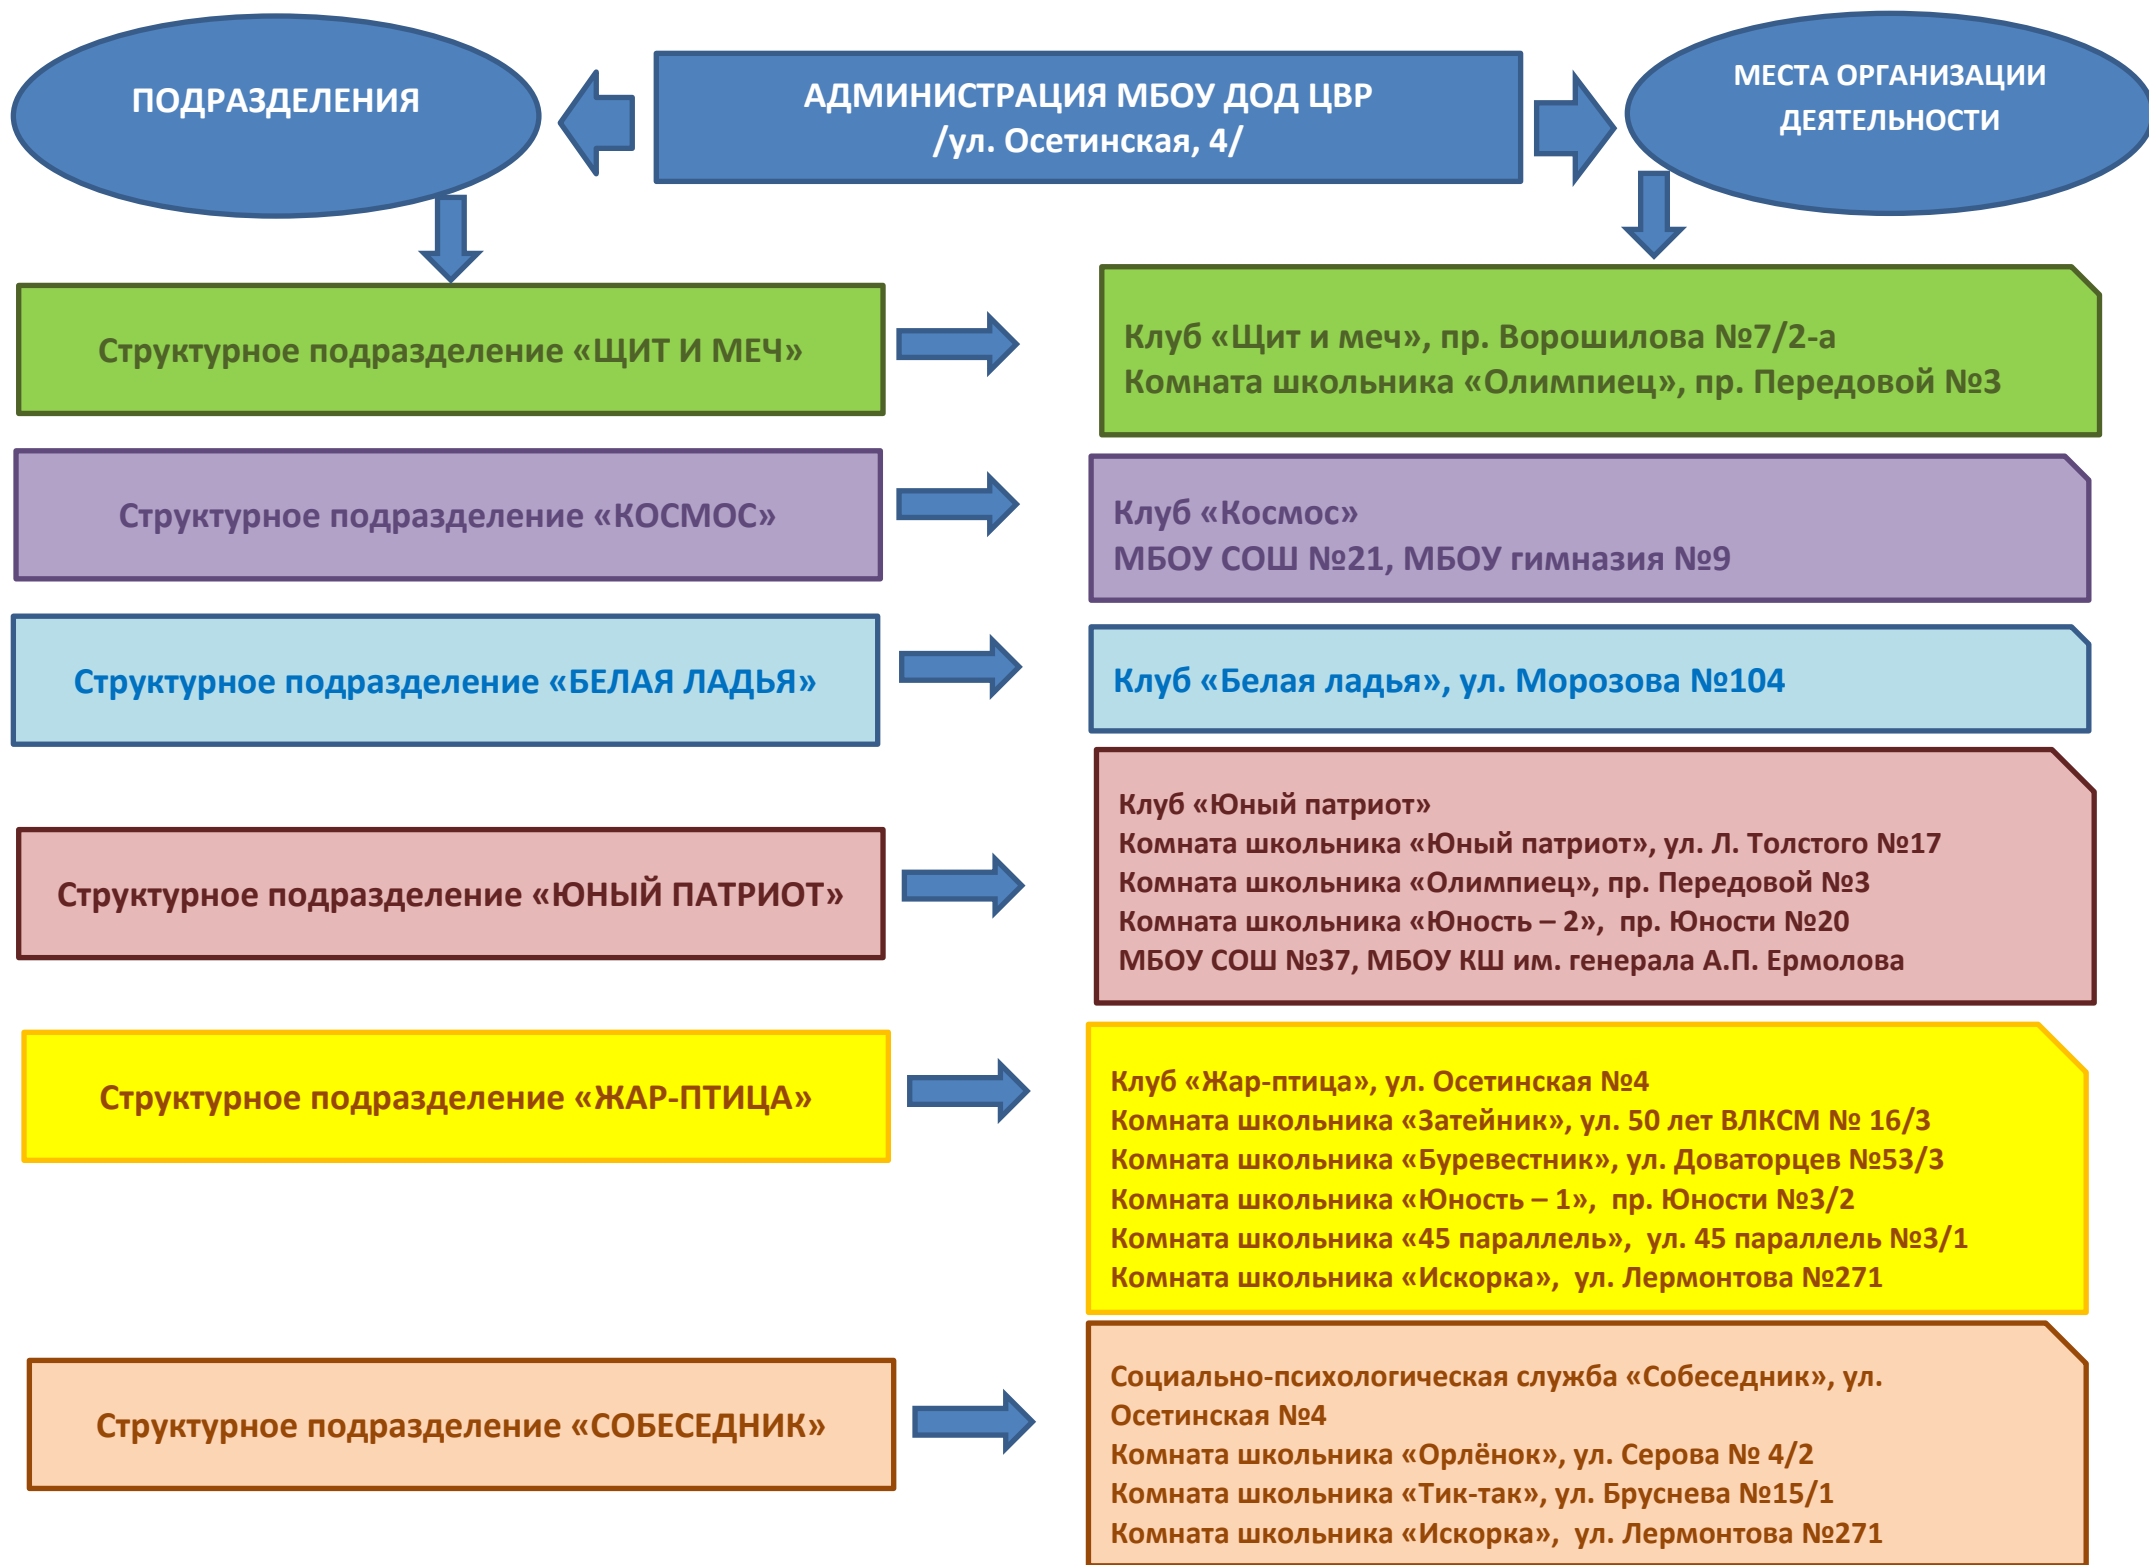 ПОДРАЗДЕЛЕНИЯ
АДМИНИСТРАЦИЯ МБОУ ДОД ЦВР
/ул. Осетинская, 4/
МЕСТА ОРГАНИЗАЦИИ
ДЕЯТЕЛЬНОСТИ
Структурное подразделение «ЩИТ И МЕЧ»
Клуб «Щит и меч», пр. Ворошилова №7/2-а
Комната школьника «Олимпиец», пр. Передовой №3
Структурное подразделение «КОСМОС»
Клуб «Космос»
МБОУ СОШ №21, МБОУ гимназия №9
Структурное подразделение «БЕЛАЯ ЛАДЬЯ»
Клуб «Белая ладья», ул. Морозова №104
Структурное подразделение «ЮНЫЙ ПАТРИОТ»
Клуб «Юный патриот»
Комната школьника «Юный патриот», ул. Л. Толстого №17
Комната школьника «Олимпиец», пр. Передовой №3
Комната школьника «Юность – 2», пр. Юности №20
МБОУ СОШ №37, МБОУ КШ им. генерала А.П. Ермолова
Структурное подразделение «ЖАР-ПТИЦА»
Клуб «Жар-птица», ул. Осетинская №4
Комната школьника «Затейник», ул. 50 лет ВЛКСМ № 16/3
Комната школьника «Буревестник», ул. Доваторцев №53/3
Комната школьника «Юность – 1», пр. Юности №3/2
Комната школьника «45 параллель», ул. 45 параллель №3/1
Комната школьника «Искорка», ул. Лермонтова №271
Структурное подразделение «СОБЕСЕДНИК»
Социально-психологическая служба «Собеседник», ул.
Осетинская №4
Комната школьника «Орлёнок», ул. Серова № 4/2
Комната школьника «Тик-так», ул. Бруснева №15/1
Комната школьника «Искорка», ул. Лермонтова №271